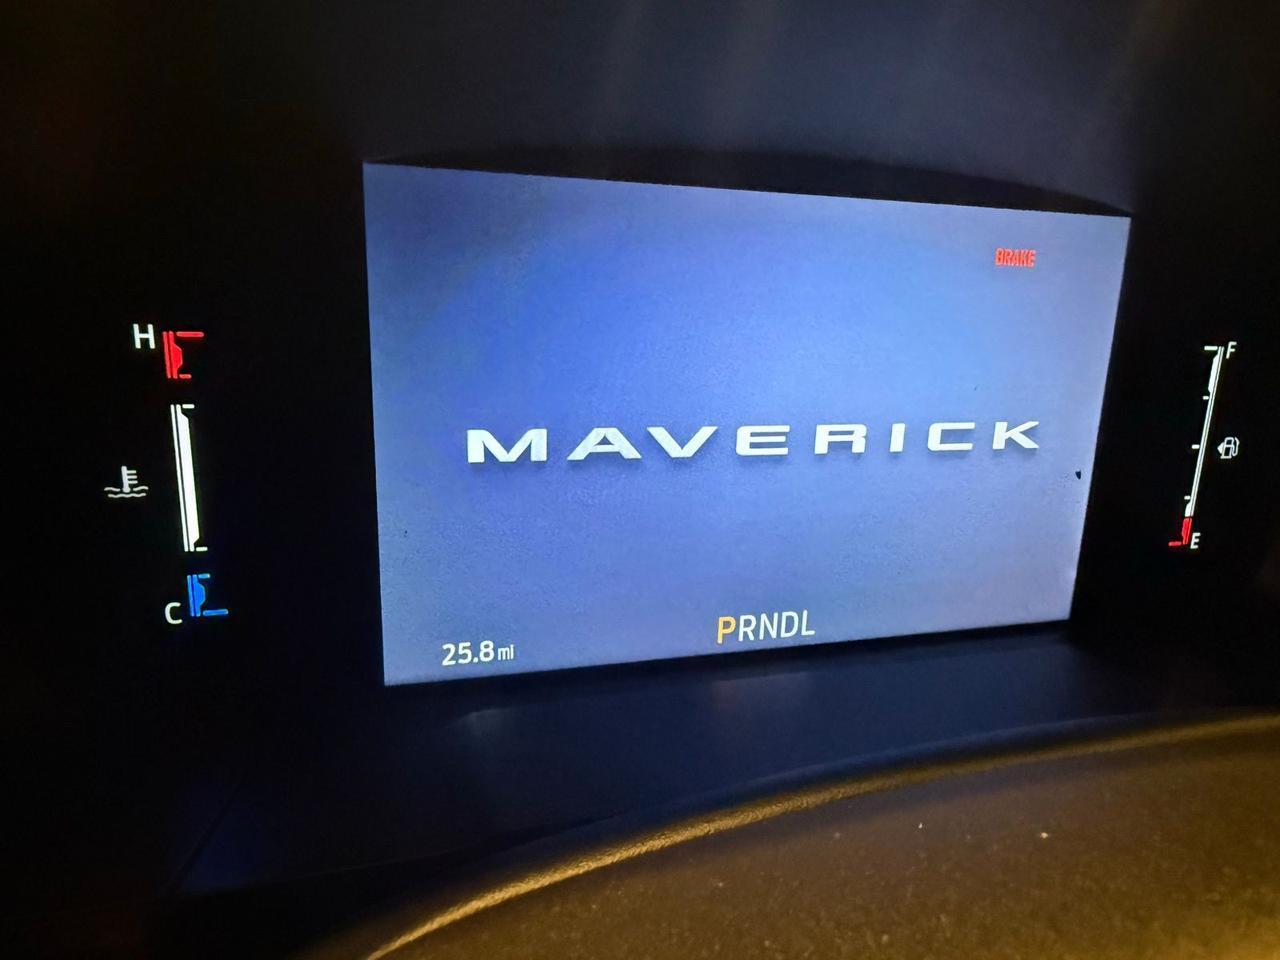 BRAKE
H
F
MAVERICK
E
C
PRNDL
25.8 mi